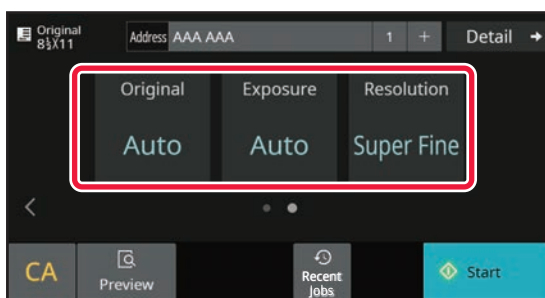 Original
8½X11
Address AAA AAA 1 + Detail
Original Exposure Resolution
Auto Auto Super Fine
CA
Preview
Recent
Jobs
Start